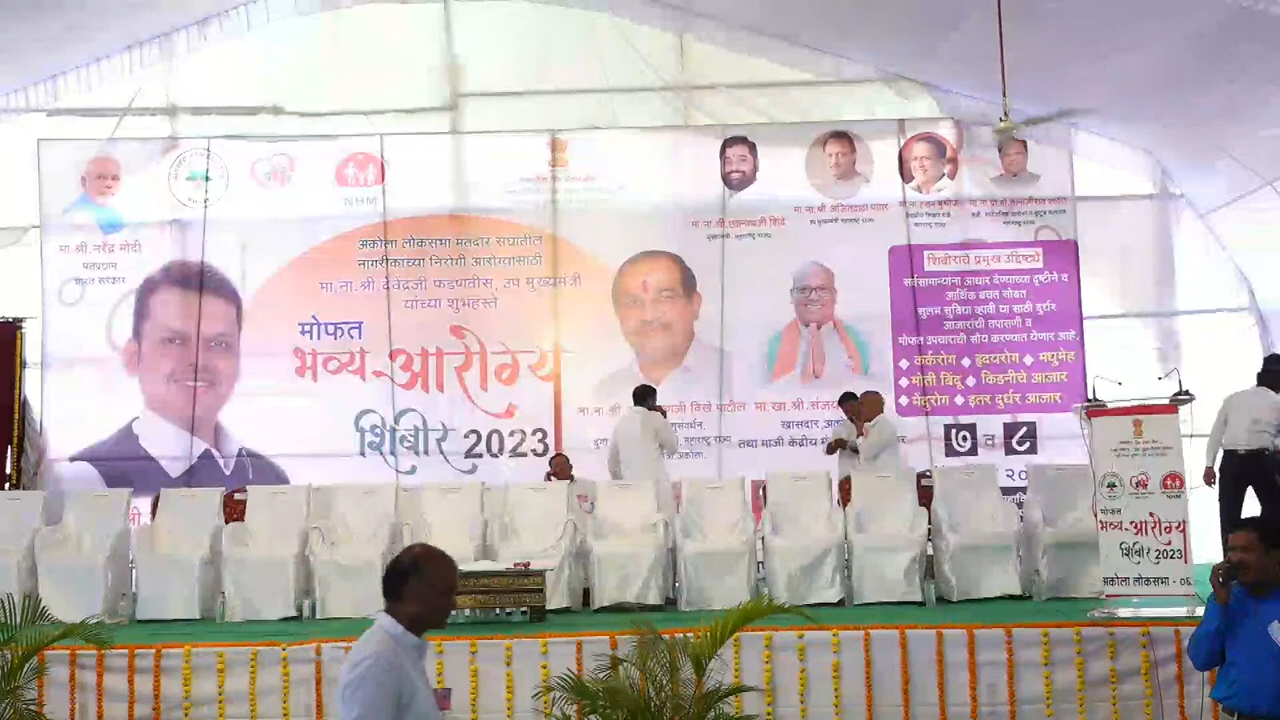 मा.श्री.नरेंद्र मोदी
पंतप्रधान
भारत सरकार
NHM
अकोला लोकसभा मतदार संघातील
नागरीकांच्या निरोगी आरोग्यासाठी
मा.ना.श्री.देवेंद्रजी फडणवीस, उप मुख्यमंत्री
यांच्या शुभहस्ते
मोफत
भव्य आरोग्य
शिबीर 2023
मा.ना.श्री.एकनाथजी शिंदे
मुख्यमंत्री, महाराष्ट्र राज्य
मा.ना.श्री.अजितदादा पवार
उप मुख्यमंत्री महाराष्ट्र राज्य
मा.ना.श्री.
विखे पाटील
मा.खा.श्री.संजय
खासदार,
तथा माजी केंद्रीय
महाराष्ट्र राज्य
अकोला.
शिबीराचे प्रमुख उद्दिष्ट्ये
सर्वसामान्यांना आधार देण्याच्या दृष्टीने व
आर्थिक बचत सोबत
सुलभ सुविधा व्हावी या साठी दुर्धर
आजारांची तपासणी व
मोफत उपचाराची सोय करण्यात येणार आहे.
कर्करोग ◆ हृदयरोग ◆ मधुमेह
मोती बिंदू ◆ किडनीचे आजार
मेंदुरोग ◆ इतर दुर्धर आजार
७ व ८
NHM
मोफत
भव्य आरोग्य
शिबीर 2023
अकोला लोकसभा - ०६